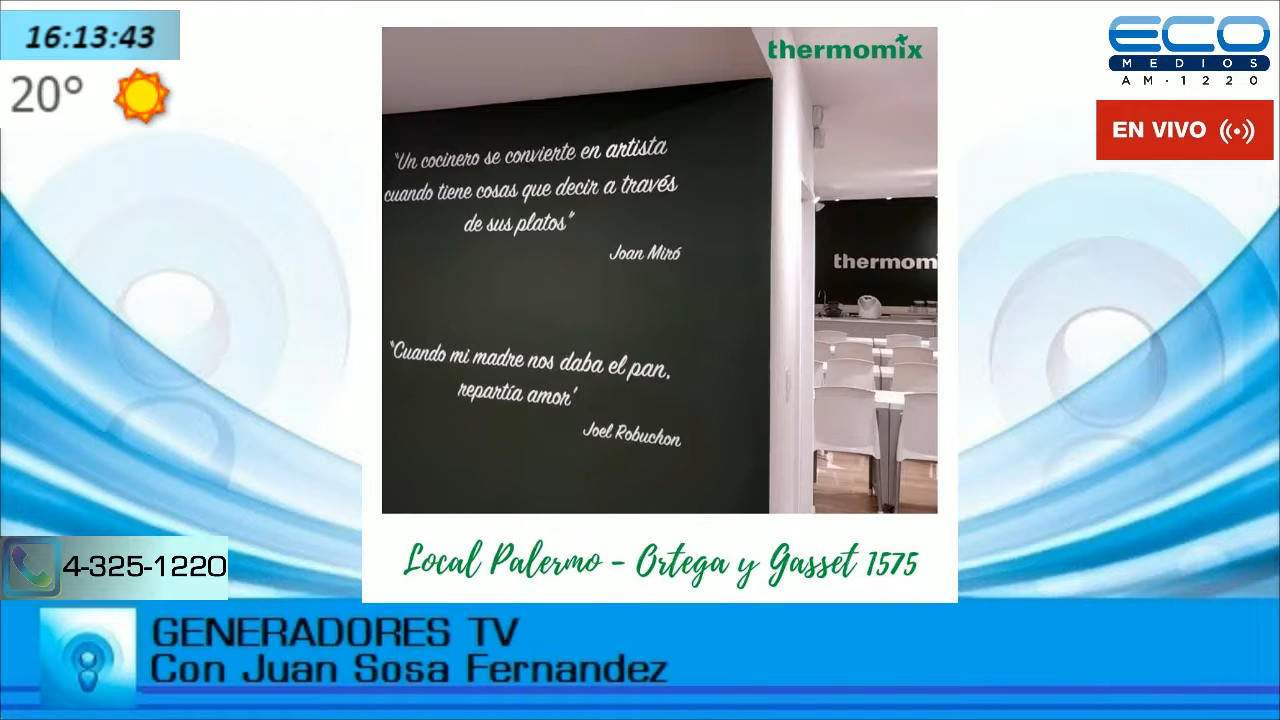 16:13:43
20°
ECO
MEDIOS
AM·1220
EN VIVO
thermomix
"Un cocinero se convierte en artista
cuando tiene cosas que decir a través
de sus platos"
Joan Miró
"Cuando mi madre nos daba el pan,
repartía amor"
Joel Robuchon
thermomi
Local Palermo - Ortega y Gasset 1575
4-325-1220
GENERADORES TV
Con Juan Sosa Fernandez